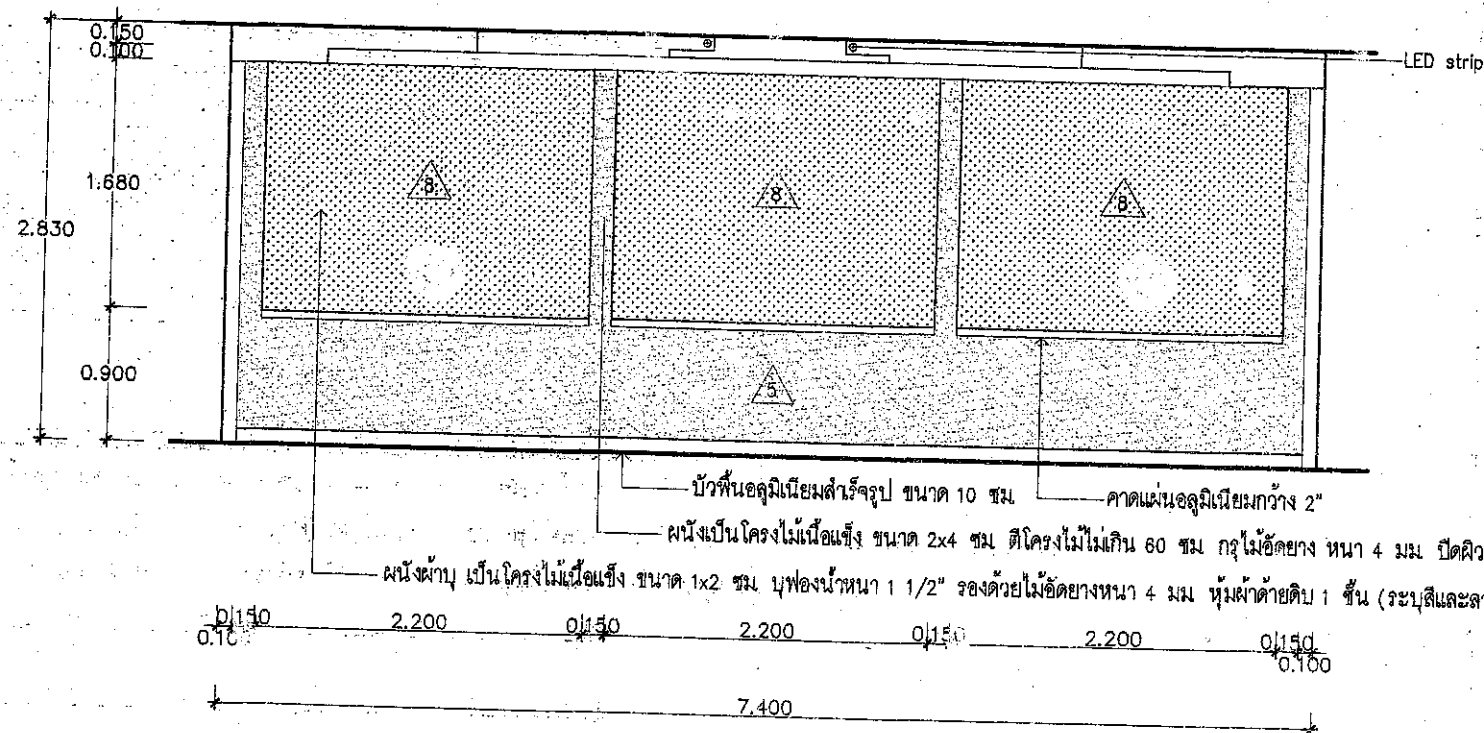 0.150
0.100
LED strip
1.680
2.830
8
8
8
0.900
5
บัวพื้นอลูมิเนียมสำเร็จรูป ขนาด 10 ซม
คาดแผ่นอลูมิเนียมกว้าง 2"
ผนังเป็นโครงไม้เนื้อแข็ง ขนาด 2x4 ซม ตีโครงไม้ไม่เกิน 60 ซม กรุไม้อัดยาง หนา 4 มม ปิดผิว
ผนังผ้าบุ เป็นโครงไม้เนื้อแข็ง ขนาด 1x2 ซม บุฟองน้ำหนา 1 1/2" รองด้วยไม้อัดยางหนา 4 มม หุ้มผ้าด้ายดิบ 1 ชั้น (ระบุสีและลา
0.150 2.200 0.150 2.200 0.150 2.200 0.150
0.10 0.100
7.400